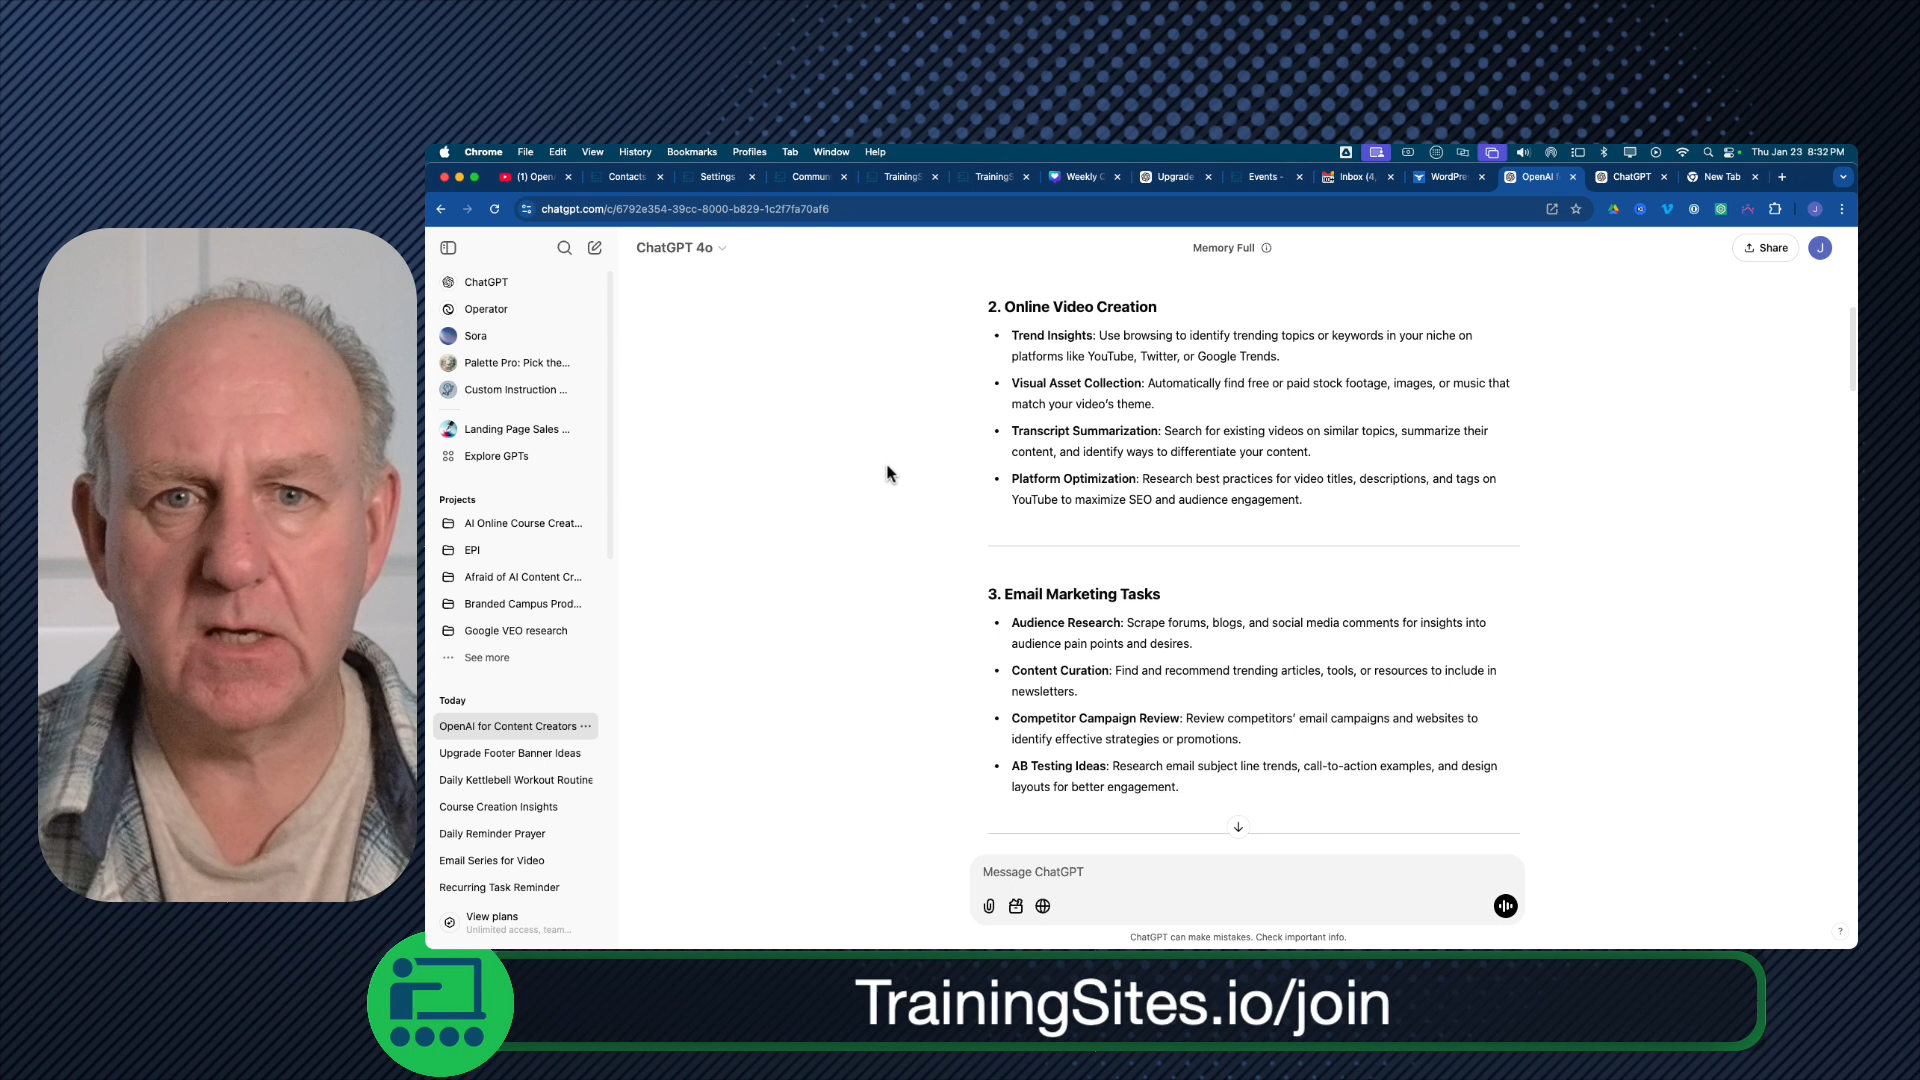 Chrome File Edit View History Bookmarks Profiles Tab Window Help
Thu Jan 23 8:32 PM
(1) Open
Contacts
Settings
Commun
TrainingS
TrainingS
Weekly C
Upgrade
Events -
Inbox (4,
WordPre
OpenAI f
ChatGPT
New Tab
chatgpt.com/c/6792e354-39cc-8000-b829-1c2f7fa70af6
J
ChatGPT
Operator
Sora
Palette Pro: Pick the...
Custom Instruction ...
Landing Page Sales ...
Explore GPTs
Projects
AI Online Course Creat...
EPI
Afraid of AI Content Cr...
Branded Campus Prod...
Google VEO research
See more
Today
OpenAI for Content Creators
Upgrade Footer Banner Ideas
Daily Kettlebell Workout Routine
Course Creation Insights
Daily Reminder Prayer
Email Series for Video
Recurring Task Reminder
View plans
Unlimited access, team...
ChatGPT 4o
Memory Full
Share
J
2. Online Video Creation
• Trend Insights: Use browsing to identify trending topics or keywords in your niche on
platforms like YouTube, Twitter, or Google Trends.
• Visual Asset Collection: Automatically find free or paid stock footage, images, or music that
match your video's theme.
• Transcript Summarization: Search for existing videos on similar topics, summarize their
content, and identify ways to differentiate your content.
• Platform Optimization: Research best practices for video titles, descriptions, and tags on
YouTube to maximize SEO and audience engagement.
3. Email Marketing Tasks
• Audience Research: Scrape forums, blogs, and social media comments for insights into
audience pain points and desires.
• Content Curation: Find and recommend trending articles, tools, or resources to include in
newsletters.
• Competitor Campaign Review: Review competitors' email campaigns and websites to
identify effective strategies or promotions.
• AB Testing Ideas: Research email subject line trends, call-to-action examples, and design
layouts for better engagement.
Message ChatGPT
ChatGPT can make mistakes. Check important info.
?
TrainingSites.io/join